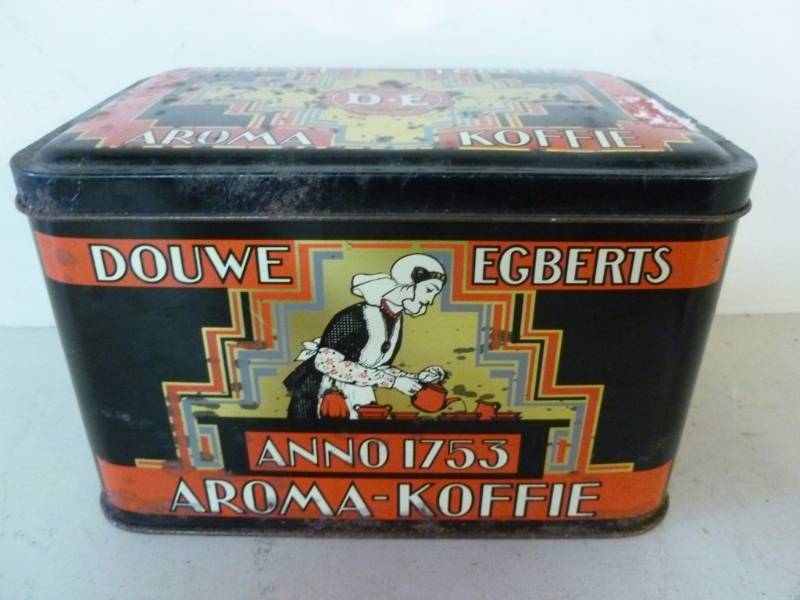 D·E
AROMA KOFFIE
DOUWE EGBERTS
ANNO 1753
AROMA-KOFFIE